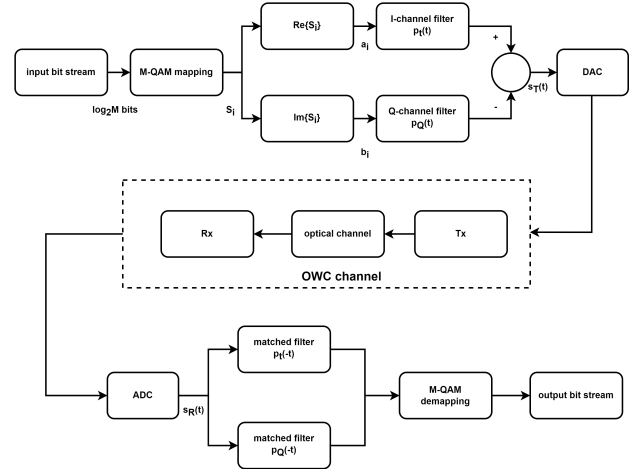 Re{Si}
ai
I-channel filter
pt(t)
+
input bit stream
M-QAM mapping
log2M bits
Si
sT(t)
DAC
Im{Si}
bi
Q-channel filter
pQ(t)
-
Rx
optical channel
Tx
OWC channel
matched filter
pt(-t)
ADC
sR(t)
M-QAM
demapping
output bit stream
matched filter
pQ(-t)